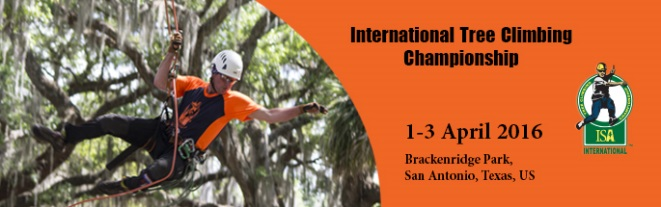 International Tree Climbing
Championship
1-3 April 2016
Brackenridge Park,
San Antonio, Texas, US
ISA
INTERNATIONAL